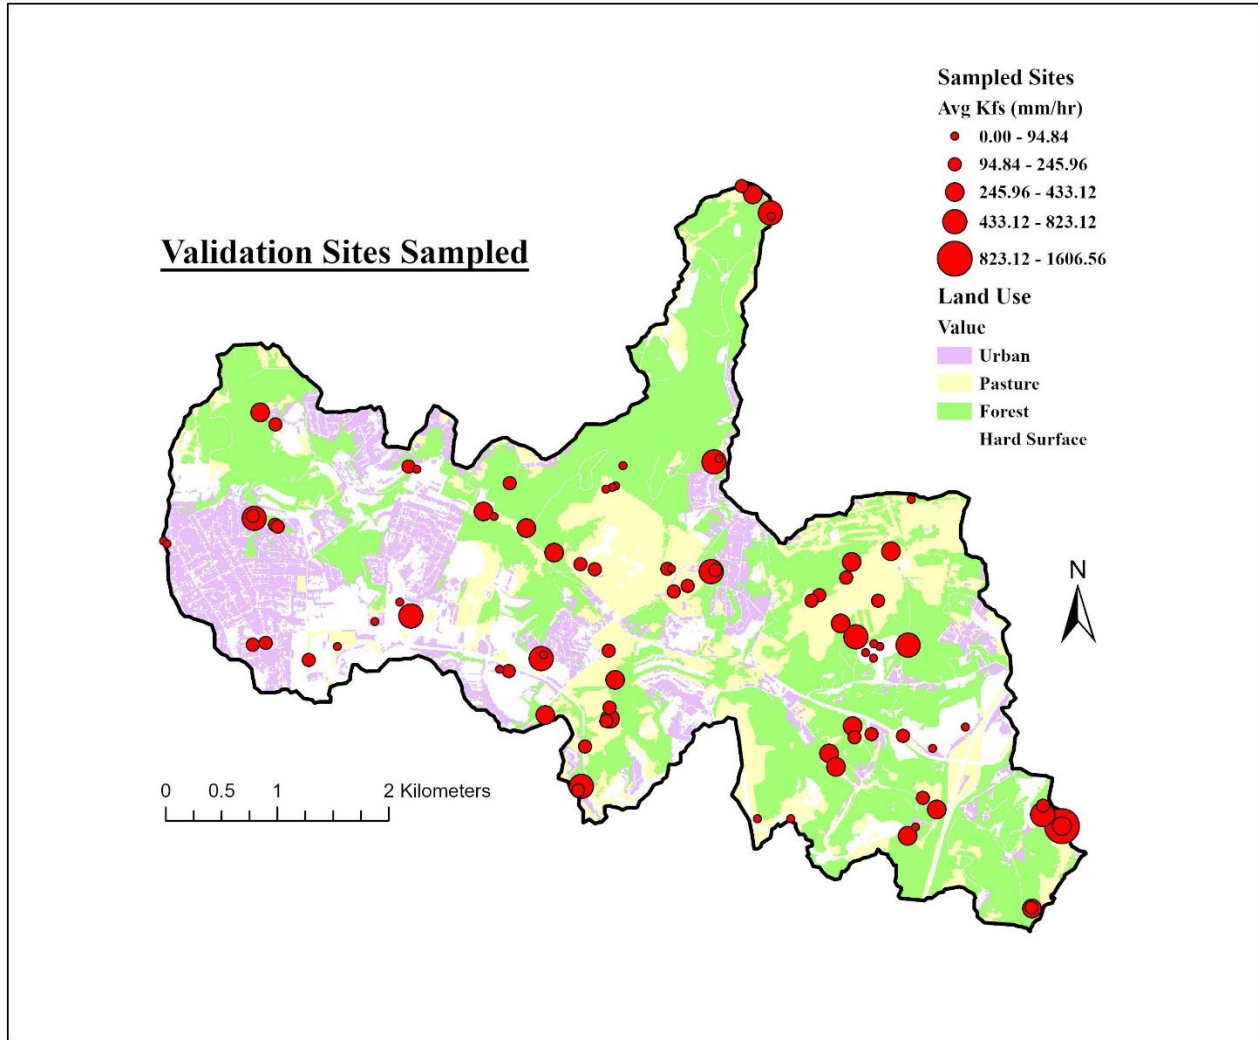 Sampled Sites
Avg Kfs (mm/hr)
0.00 - 94.84
94.84 - 245.96
245.96 - 433.12
433.12 - 823.12
823.12 - 1606.56
Land Use
Value
Urban
Pasture
Forest
Hard Surface
Validation Sites Sampled
N
0 0.5 1 2 Kilometers